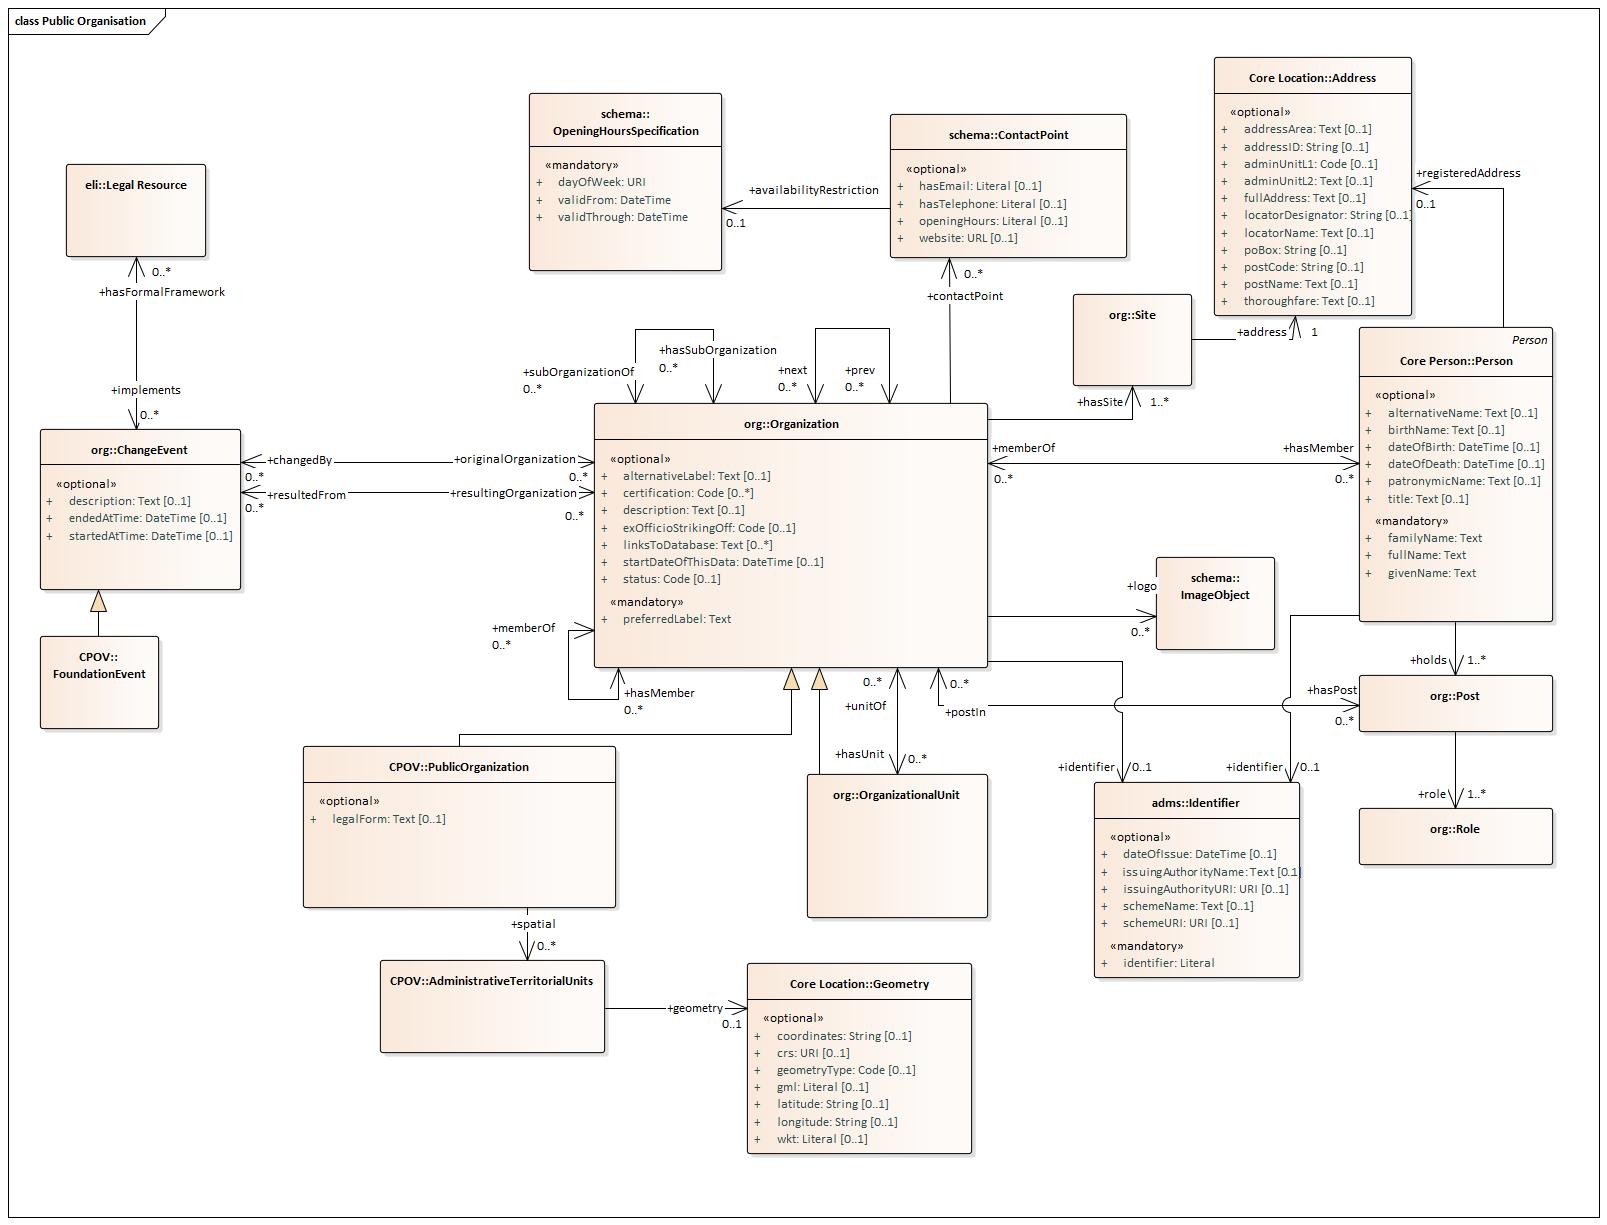 class Public Organisation
schema::
OpeningHoursSpecification
«mandatory»
+ dayOfWeek: URI
+ validFrom: DateTime
+ validThrough: DateTime
+availabilityRestriction
0..1
schema::ContactPoint
«optional»
+ hasEmail: Literal [0..1]
+ hasTelephone: Literal [0..1]
+ openingHours: Literal [0..1]
+ website: URL [0..1]
0..*
+contactPoint
Core Location::Address
«optional»
+ addressArea: Text [0..1]
+ addressID: String [0..1]
+ adminUnitL1: Code [0..1]
+ adminUnitL2: Text [0..1]
+ fullAddress: Text [0..1]
+ locatorDesignator: String [0..1]
+ locatorName: Text [0..1]
+ poBox: String [0..1]
+ postCode: String [0..1]
+ postName: Text [0..1]
+ thoroughfare: Text [0..1]
+registeredAddress
0..1
eli::Legal Resource
0..*
+hasFormalFramework
+implements
0..*
org::Site
+address
1
+hasSite
1..*
Person
Core Person::Person
«optional»
+ alternativeName: Text [0..1]
+ birthName: Text [0..1]
+ dateOfBirth: DateTime [0..1]
+ dateOfDeath: DateTime [0..1]
+ patronymicName: Text [0..1]
+ title: Text [0..1]
«mandatory»
+ familyName: Text
+ fullName: Text
+ givenName: Text
+subOrganizationOf
0..*
+hasSubOrganization
0..*
+next
0..*
+prev
0..*
org::ChangeEvent
«optional»
+ description: Text [0..1]
+ endedAtTime: DateTime [0..1]
+ startedAtTime: DateTime [0..1]
+changedBy
0..*
+originalOrganization
0..*
+resultedFrom
0..*
+resultingOrganization
0..*
org::Organization
«optional»
+ alternativeLabel: Text [0..1]
+ certification: Code [0..*]
+ description: Text [0..1]
+ exOfficioStrikingOff: Code [0..1]
+ linksToDatabase: Text [0..*]
+ startDateOfThisData: DateTime [0..1]
+ status: Code [0..1]
«mandatory»
+ preferredLabel: Text
+memberOf
0..*
+hasMember
0..*
+logo
0..*
schema::
ImageObject
CPOV::
FoundationEvent
+memberOf
0..*
+hasMember
0..*
0..*
+unitOf
+hasUnit
0..*
0..*
+postIn
+hasPost
0..*
+holds
1..*
org::Post
+role
1..*
org::Role
CPOV::PublicOrganization
«optional»
+ legalForm: Text [0..1]
org::OrganizationalUnit
+identifier
0..1
+identifier
0..1
adms::Identifier
«optional»
+ dateOfIssue: DateTime [0..1]
+ issuingAuthorityName: Text [0.1]
+ issuingAuthorityURI: URI [0..1]
+ schemeName: Text [0..1]
+ schemeURI: URI [0..1]
«mandatory»
+ identifier: Literal
+spatial
0..*
CPOV::AdministrativeTerritorialUnits
+geometry
0..1
Core Location::Geometry
«optional»
+ coordinates: String [0..1]
+ crs: URI [0..1]
+ geometryType: Code [0..1]
+ gml: Literal [0..1]
+ latitude: String [0..1]
+ longitude: String [0..1]
+ wkt: Literal [0..1]